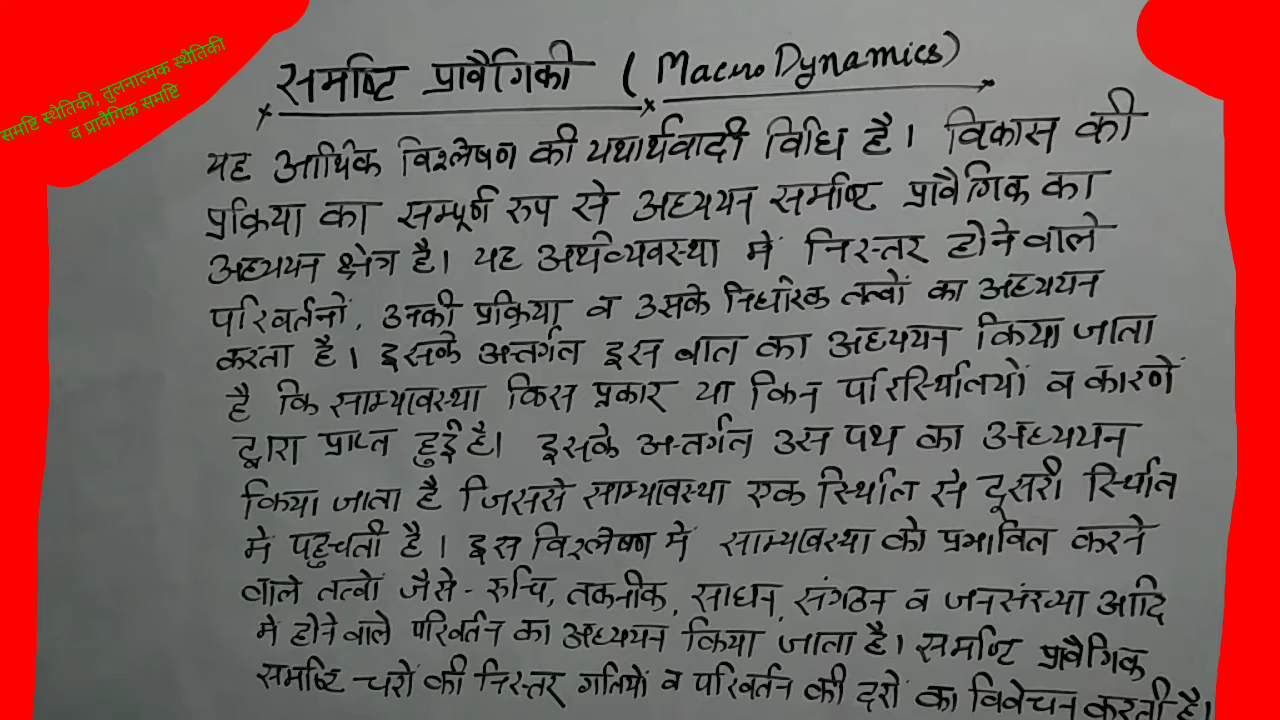 समष्टि स्थैतिकी, तुलनात्मक स्थैतिकी
व प्रावैगिक समष्टि
समष्टि प्रावैगिकी (Macro Dynamics)
यह आर्थिक विश्लेषण की यथार्थवादी विधि है। विकास की
प्रक्रिया का सम्पूर्ण रुप से अध्ययन समष्टि प्रावैगिक का
अध्ययन क्षेत्र है। यह अर्थव्यवस्था में निरन्तर होने वाले
परिवर्तनों, उनकी प्रक्रिया व उसके निर्धारक तत्वों का अध्ययन
करता है। इसके अन्तर्गत इस बात का अध्ययन किया जाता
है कि साम्यावस्था किस प्रकार या किन परिस्थितियों व कारणों
द्वारा प्राप्त हुई है। इसके अन्तर्गत उस पथ का अध्ययन
किया जाता है जिससे साम्यावस्था एक स्थिति से दूसरी स्थिति
में पहुचती है। इस विश्लेषण में साम्यावस्था को प्रभावित करने
वाले तत्वों जैसे - रुचि, तकनीक, साधन, संगठन व जनसंख्या आदि
में होने वाले परिवर्तन का अध्ययन किया जाता है। समष्टि प्रावैगिक
समष्टि चरों की निरन्तर गतियों व परिवर्तन की दरों का विवेचन करती है।